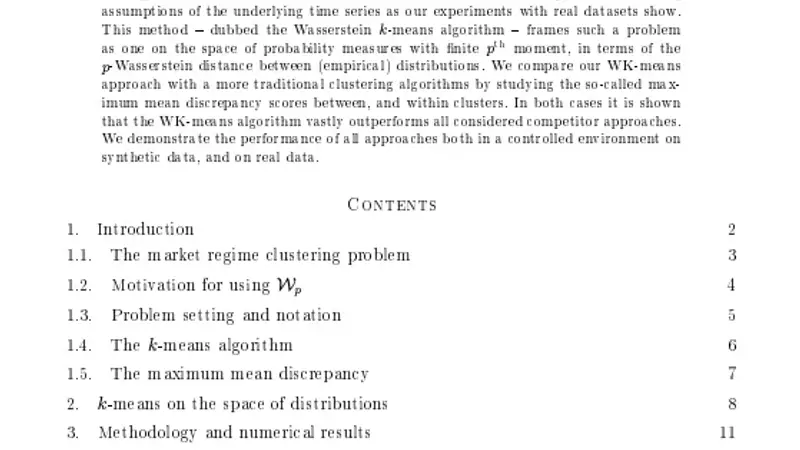 assumptions of the underlying time series as our experiments with real datasets show.
This method – dubbed the Wasserstein k-means algorithm – frames such a problem
as one on the space of probability measures with finite pth moment, in terms of the
p-Wasserstein distance between (empirical) distributions. We compare our WK-means
approach with a more traditional clustering algorithms by studying the so-called max-
imum mean discrepancy scores between, and within clusters. In both cases it is shown
that the WK-means algorithm vastly outperforms all considered competitor approaches.
We demonstrate the performance of all approaches both in a controlled environment on
synthetic data, and on real data.
Contents
1. Introduction 2
1.1. The market regime clustering problem 3
1.2. Motivation for using Wp 4
1.3. Problem setting and notation 5
1.4. The k-means algorithm 6
1.5. The maximum mean discrepancy 7
2. k-means on the space of distributions 8
3. Methodology and numerical results 11